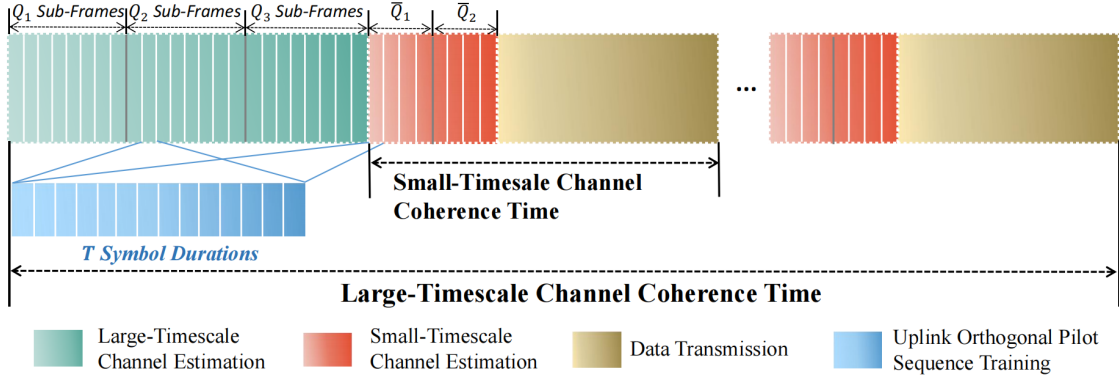 Q1 Sub-Frames Q2 Sub-Frames Q3 Sub-Frames Q̅1 Q̅2
...
Small-Timesale Channel
Coherence Time
T Symbol Durations
Large-Timescale Channel Coherence Time
Large-Timescale
Channel Estimation
Small-Timescale
Channel Estimation
Data Transmission
Uplink Orthogonal Pilot
Sequence Training